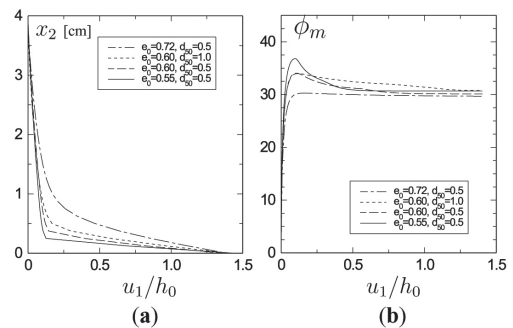 x₂ [cm]
4
3
2
1
0
e₀=0.72, d₅₀=0.5
e₀=0.60, d₅₀=1.0
e₀=0.60, d₅₀=0.5
e₀=0.55, d₅₀=0.5
0 0.5 1.0 1.5
u₁/h₀
(a)
ϕₘ
40
30
20
10
0
e₀=0.72, d₅₀=0.5
e₀=0.60, d₅₀=1.0
e₀=0.60, d₅₀=0.5
e₀=0.55, d₅₀=0.5
0 0.5 1.0 1.5
u₁/h₀
(b)